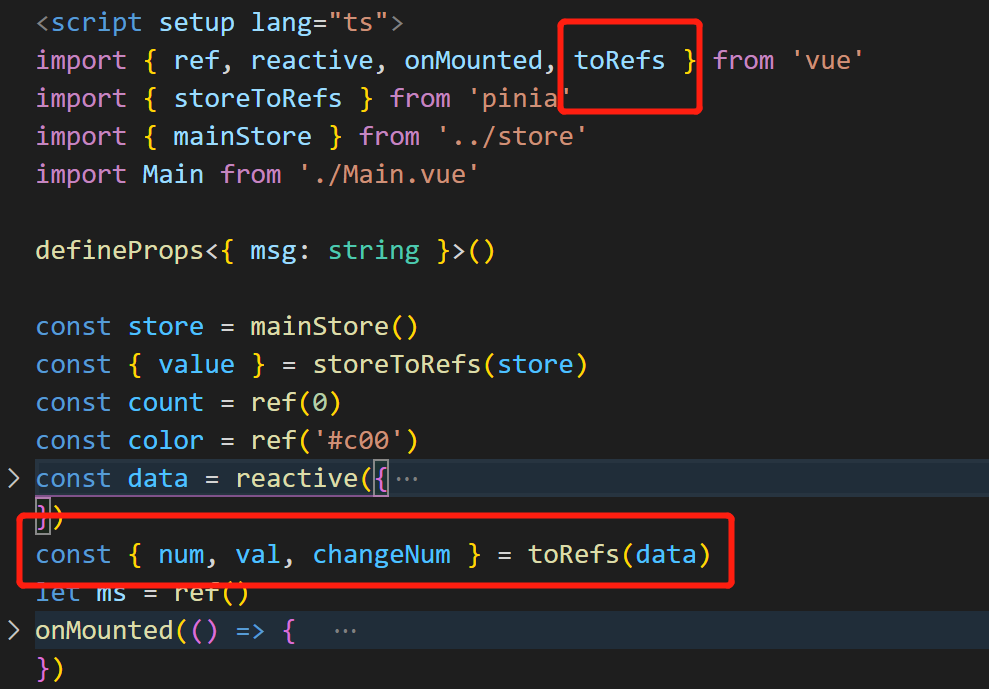 <script setup lang="ts">
import { ref, reactive, onMounted, toRefs } from 'vue'
import { storeToRefs } from 'pinia'
import { mainStore } from '../store'
import Main from './Main.vue'
defineProps<{ msg: string }>()
const store = mainStore()
const { value } = storeToRefs(store)
const count = ref(0)
const color = ref('#c00')
const data = reactive({ ···
})
const { num, val, changeNum } = toRefs(data)
let ms = ref()
onMounted(() => { ···
})